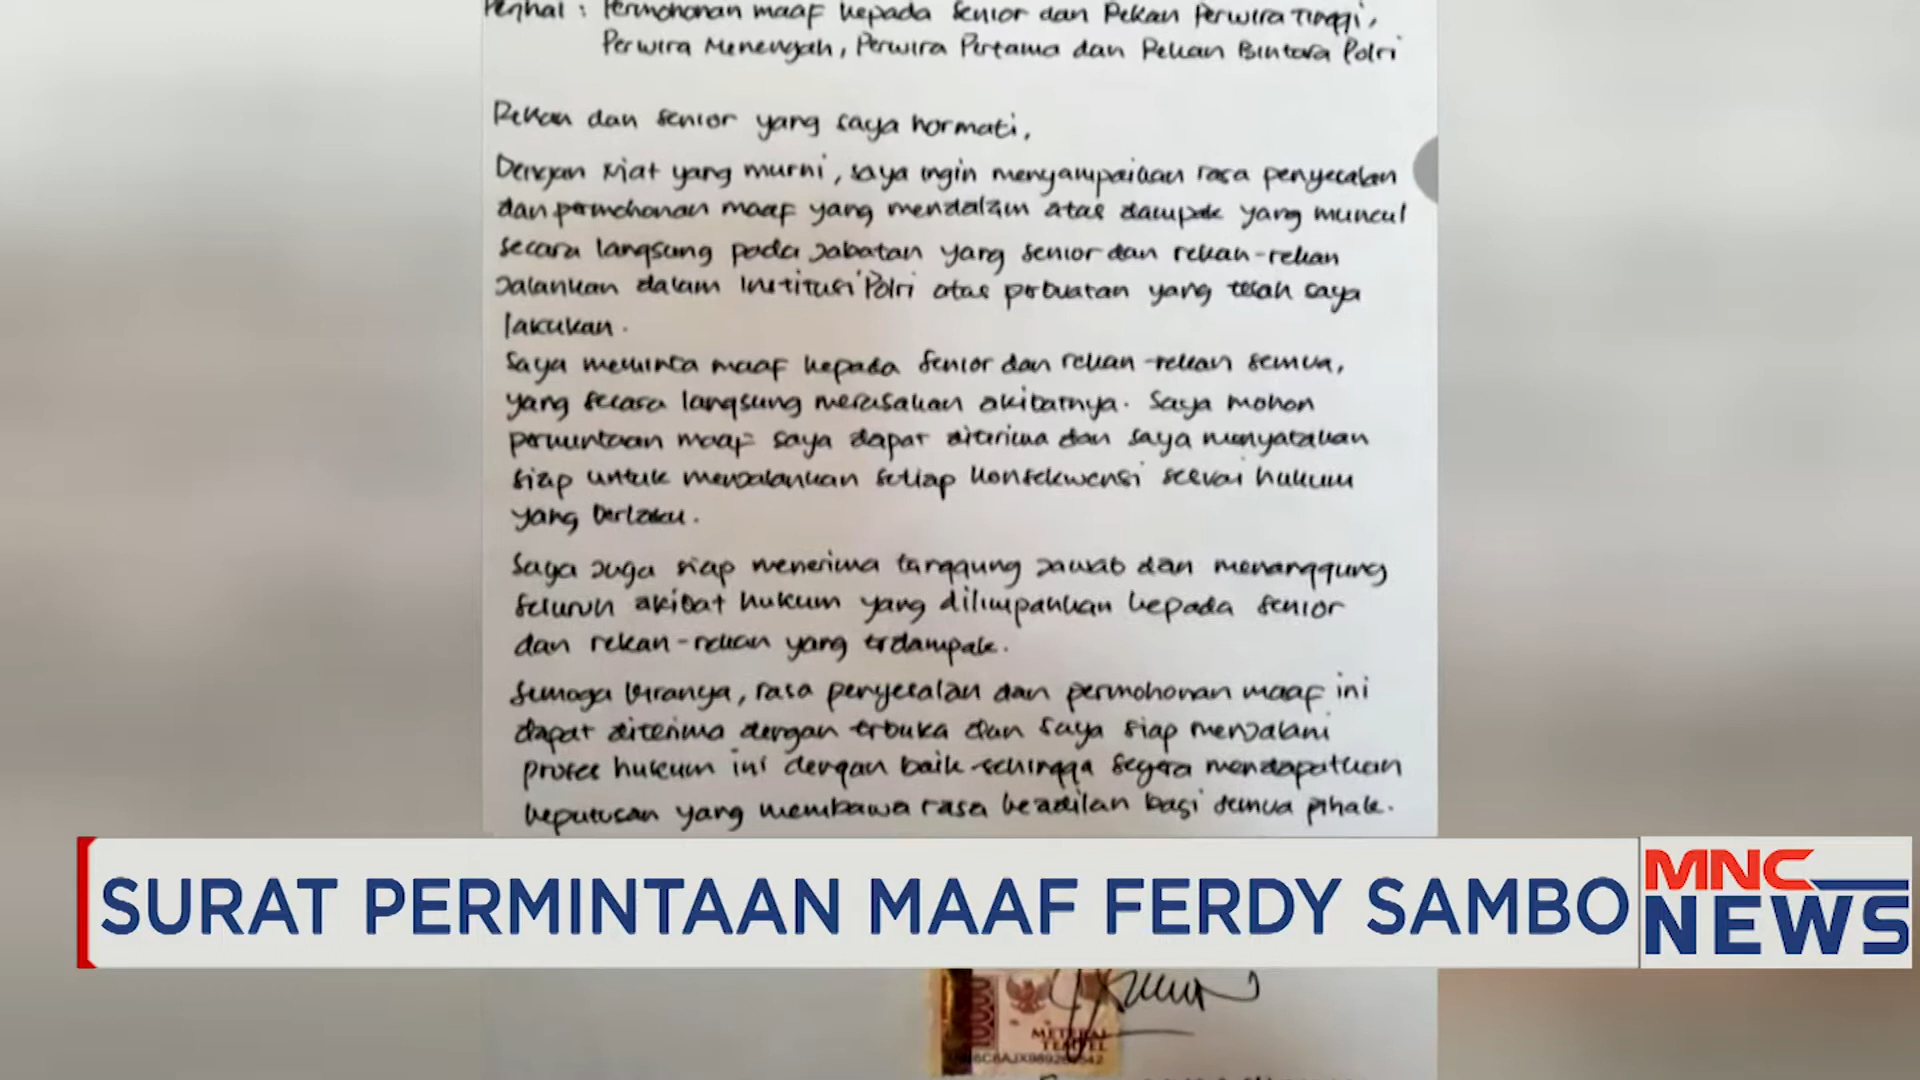 Perihal : Permohonan maaf kepada Senior dan Rekan Perwira Tinggi,
Perwira Menengah, Perwira Pertama dan Rekan Bintara Polri
Rekan dan senior yang saya hormati,
Dengan niat yang murni, saya ingin menyampaikan rasa penyesalan
dan permohonan maaf yang mendalam atas dampak yang muncul
secara langsung pada jabatan yang senior dan rekan-rekan
jalankan dalam institusi Polri atas perbuatan yang telah saya
lakukan.
Saya meminta maaf kepada senior dan rekan-rekan semua,
yang secara langsung merasakan akibatnya. Saya mohon
permintaan maaf saya dapat diterima dan saya menyatakan
siap untuk menjalankan setiap konsekwensi sesuai hukum
yang berlaku.
Saya juga siap menerima tanggung jawab dan menanggung
seluruh akibat hukum yang dilimpahkan kepada senior
dan rekan-rekan yang terdampak.
Semoga kiranya, rasa penyesalan dan permohonan maaf ini
dapat diterima dengan terbuka dan saya siap menjalani
proses hukum ini dengan baik sehingga segera mendapatkan
keputusan yang membawa rasa keadilan bagi semua pihak.
SURAT PERMINTAAN MAAF FERDY SAMBO
MNC
NEWS
10000
METERAI
TEMPEL